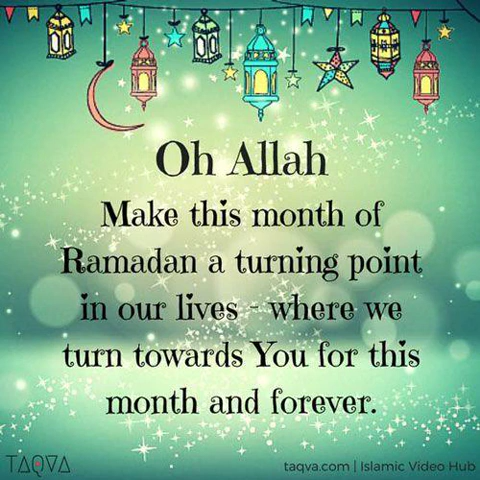 Oh Allah
Make this month of
Ramadan a turning point
in our lives - where we
turn towards You for this
month and forever.
TAQVA
taqva.com | Islamic Video Hub